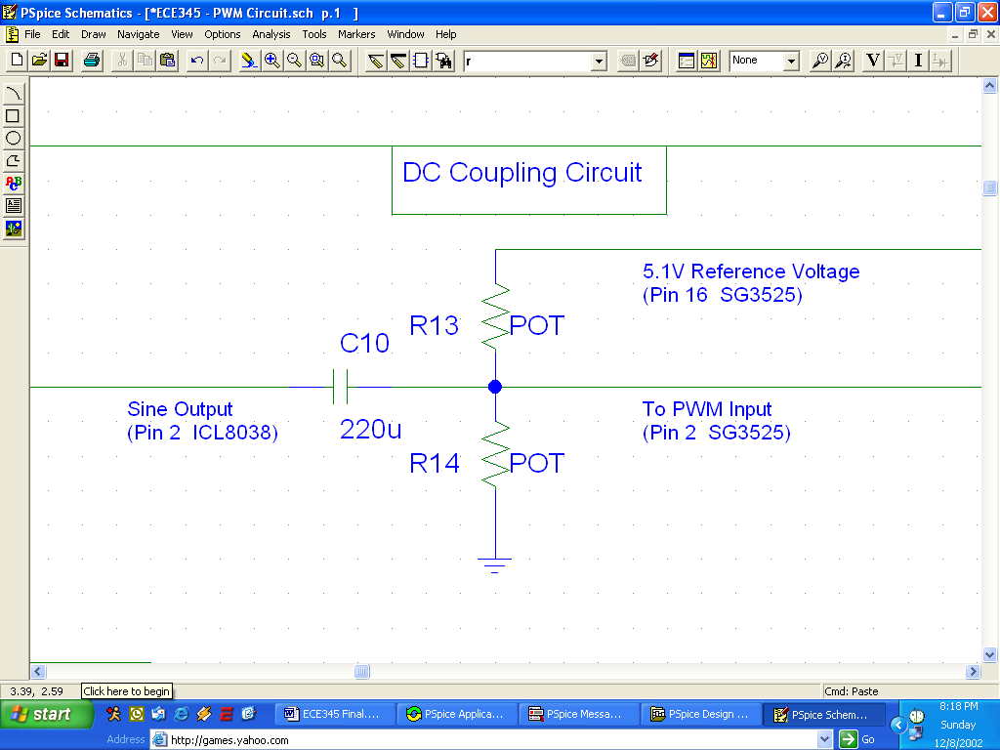 PSpice Schematics - [*ECE345 - PWM Circuit.sch p.1 ]
File Edit Draw Navigate View Options Analysis Tools Markers Window Help
r
None
V V I I
DC Coupling Circuit
5.1V Reference Voltage
(Pin 16 SG3525)
R13
POT
C10
Sine Output
(Pin 2 ICL8038)
220u
To PWM Input
(Pin 2 SG3525)
R14
POT
3.39, 2.59
Click here to begin
Cmd: Paste
start
ECE345 Final....
PSpice Applica...
PSpice Messa...
PSpice Design ...
PSpice Schem...
8:18 PM
Sunday
12/8/2002
Address
http://games.yahoo.com
Go